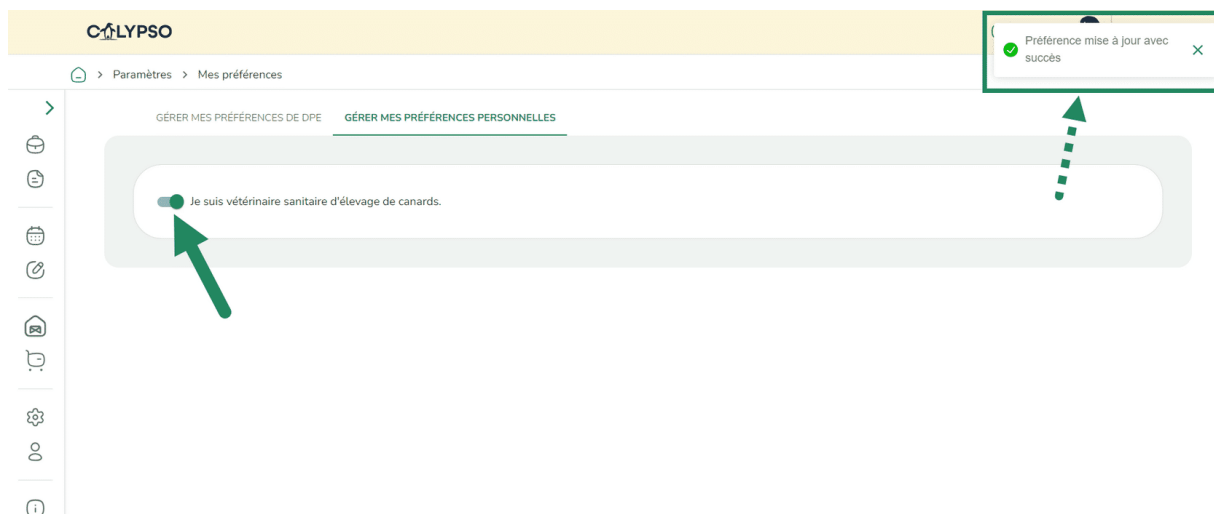 CALYPSO
Préférence mise à jour avec
succès
Paramètres > Mes préférences
GÉRER MES PRÉFÉRENCES DE DPE GÉRER MES PRÉFÉRENCES PERSONNELLES
Je suis vétérinaire sanitaire d'élevage de canards.